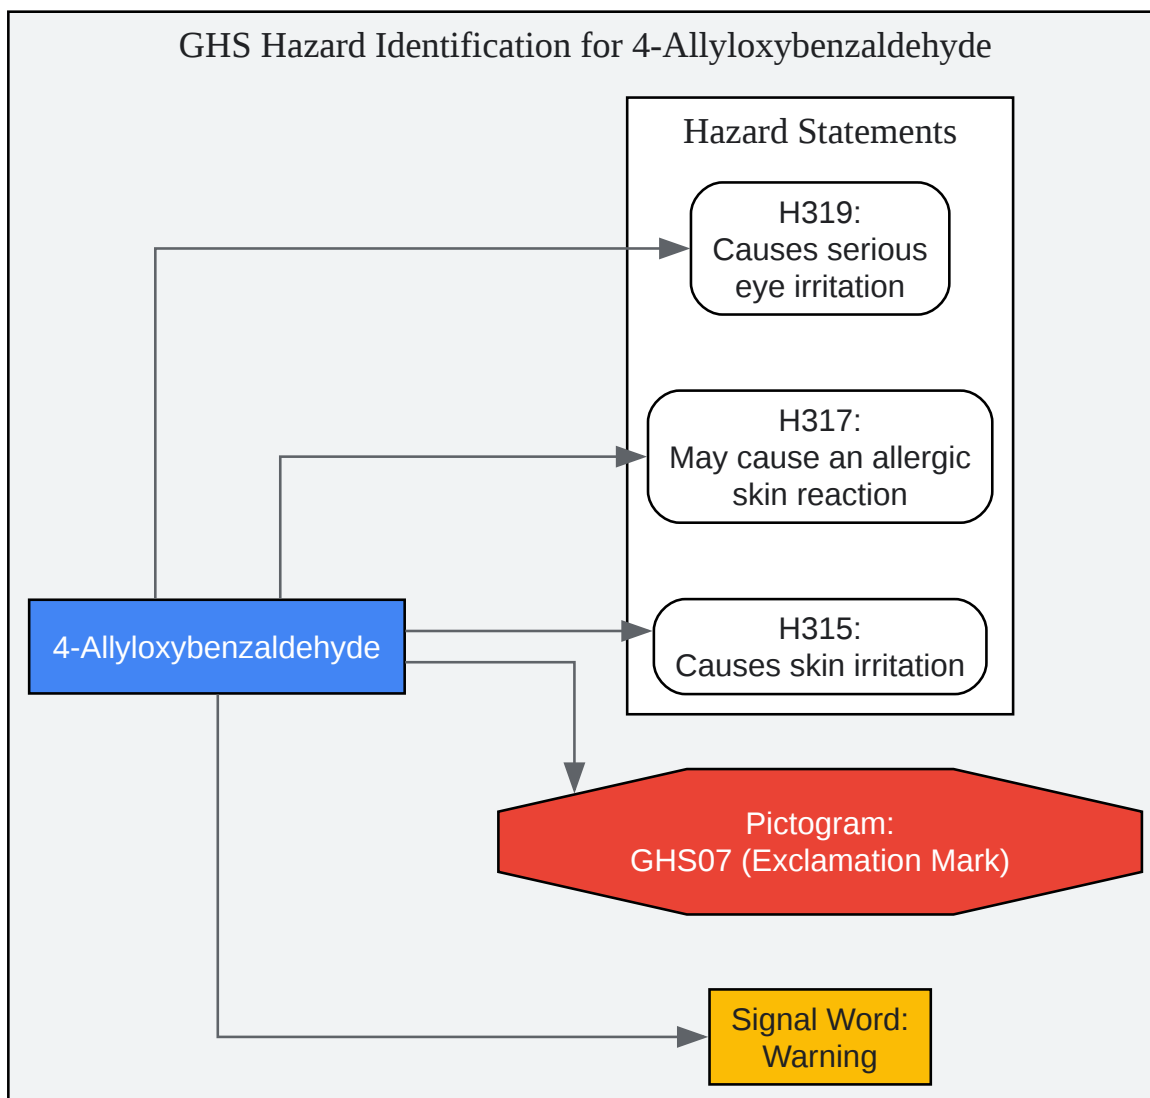 GHS Hazard Identification for 4-Allyloxybenzaldehyde
Hazard Statements
H319:
Causes serious
eye irritation
H317:
May cause an allergic
skin reaction
4-Allyloxybenzaldehyde
H315:
Causes skin irritation
Pictogram:
GHS07 (Exclamation Mark)
Signal Word:
Warning